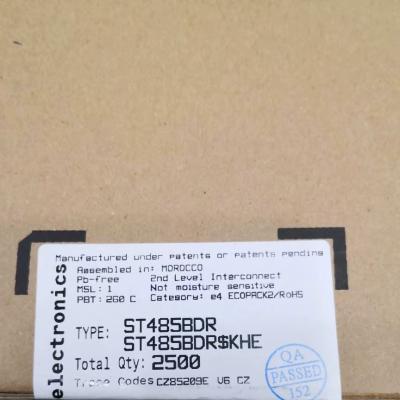 electronics
Manufactured under patents or patents pending
Assembled in: MOROCCO
Pb-free 2nd Level Interconnect
MSL: 1 Not moisture sensitive
PBT: 260 C Category: e4 ECOPACK2/RoHS
TYPE: ST485BDR
ST485BDR$KHE
Total Qty: 2500
Trace Codes CZ85209E V6 CZ
QA
PASSED
152